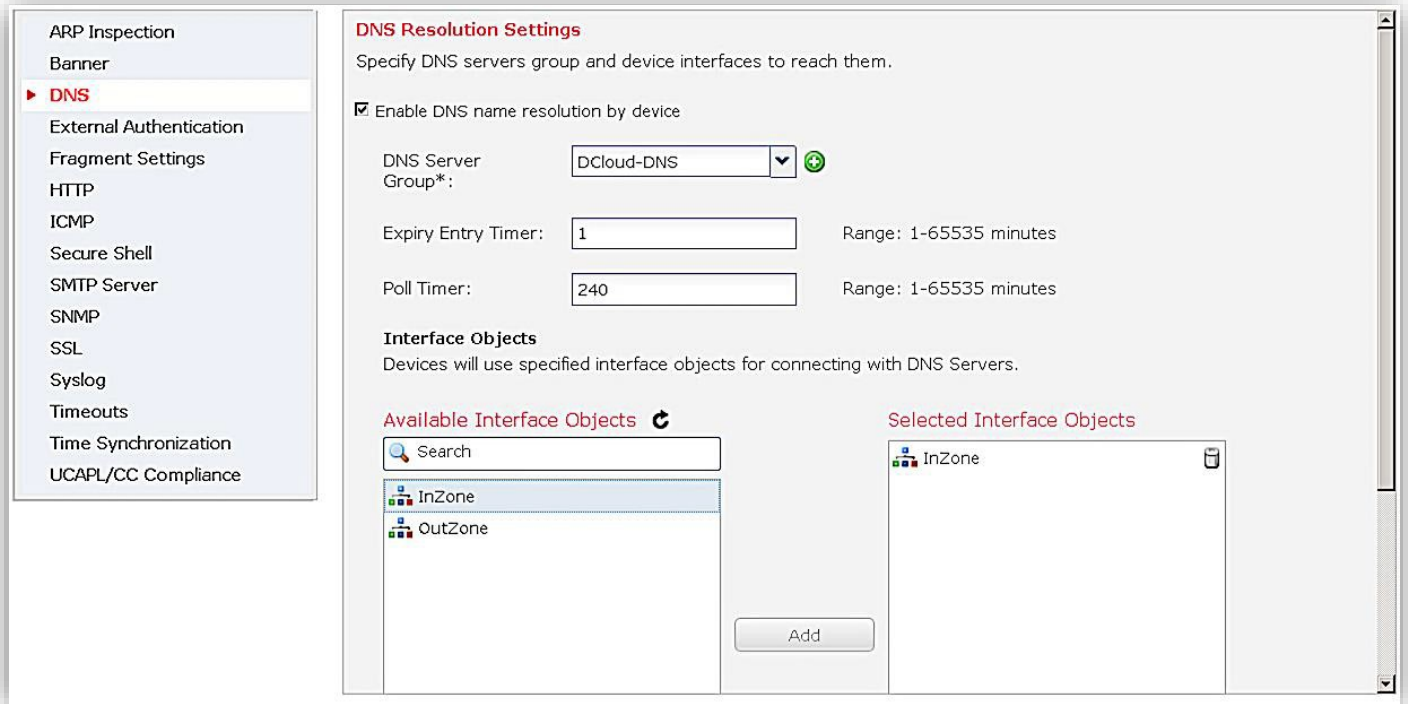 ARP Inspection
Banner
DNS
External Authentication
Fragment Settings
HTTP
ICMP
Secure Shell
SMTP Server
SNMP
SSL
Syslog
Timeouts
Time Synchronization
UCAPL/CC Compliance
DNS Resolution Settings
Specify DNS servers group and device interfaces to reach them.
Enable DNS name resolution by device
DNS Server
Group*:
DCloud-DNS
Expiry Entry Timer:
1
Range: 1-65535 minutes
Poll Timer:
240
Range: 1-65535 minutes
Interface Objects
Devices will use specified interface objects for connecting with DNS Servers.
Available Interface Objects
Search
InZone
OutZone
Add
Selected Interface Objects
InZone